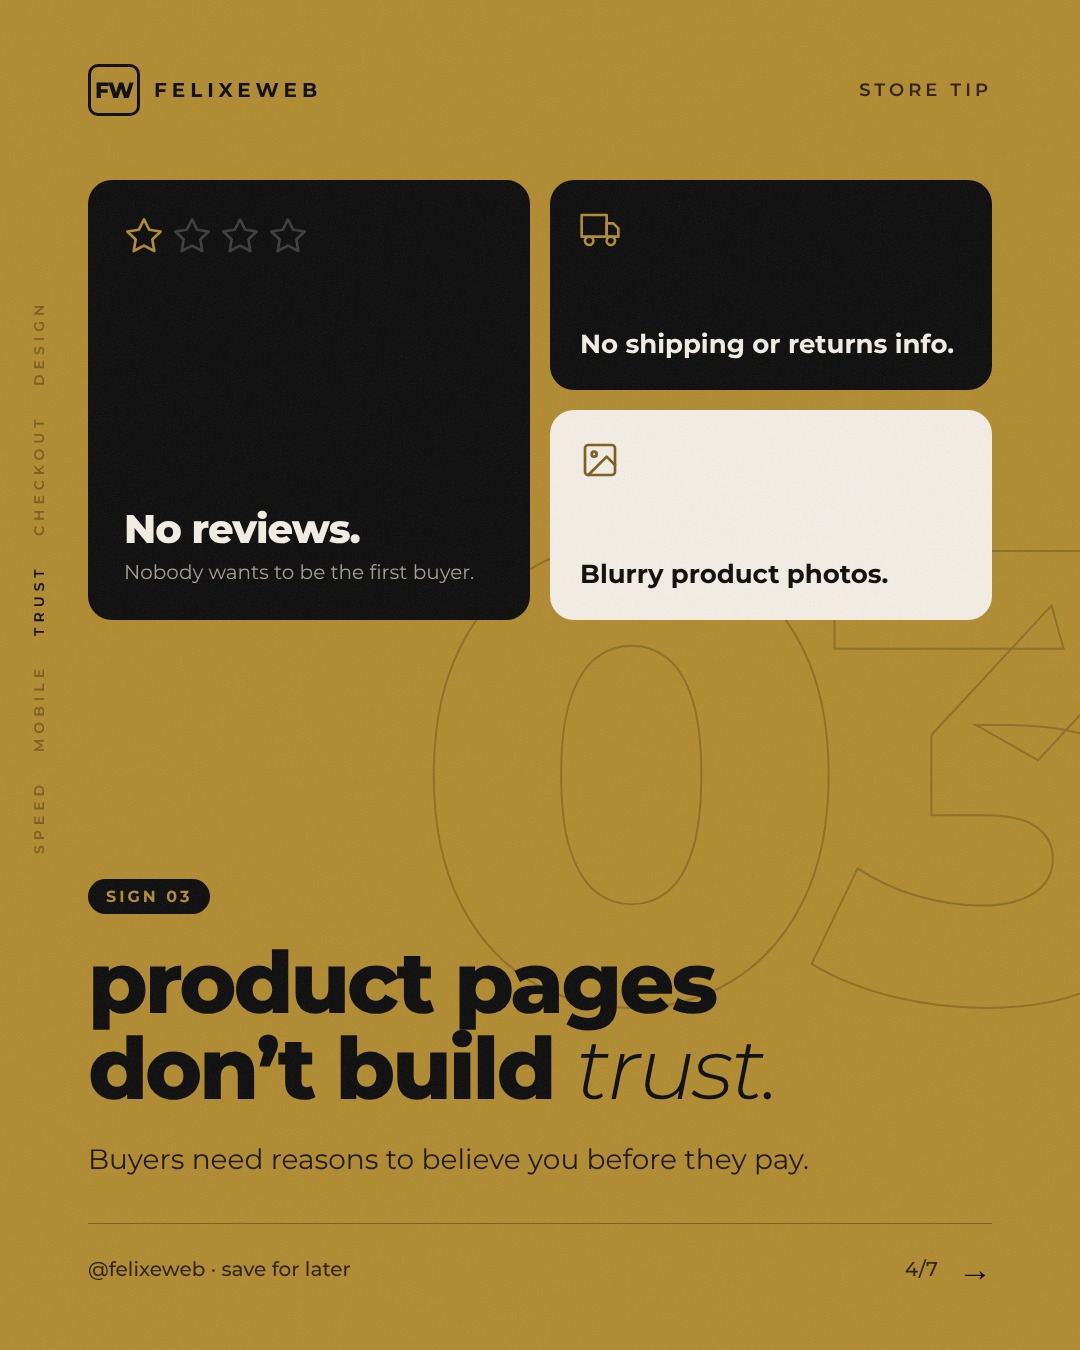 FW FELIXEWEB
STORE TIP
No reviews.
Nobody wants to be the first buyer.
No shipping or returns info.
Blurry product photos.
SPEED MOBILE TRUST CHECKOUT DESIGN
03
SIGN 03
product pages
don’t build trust.
Buyers need reasons to believe you before they pay.
@felixeweb · save for later
4/7 →